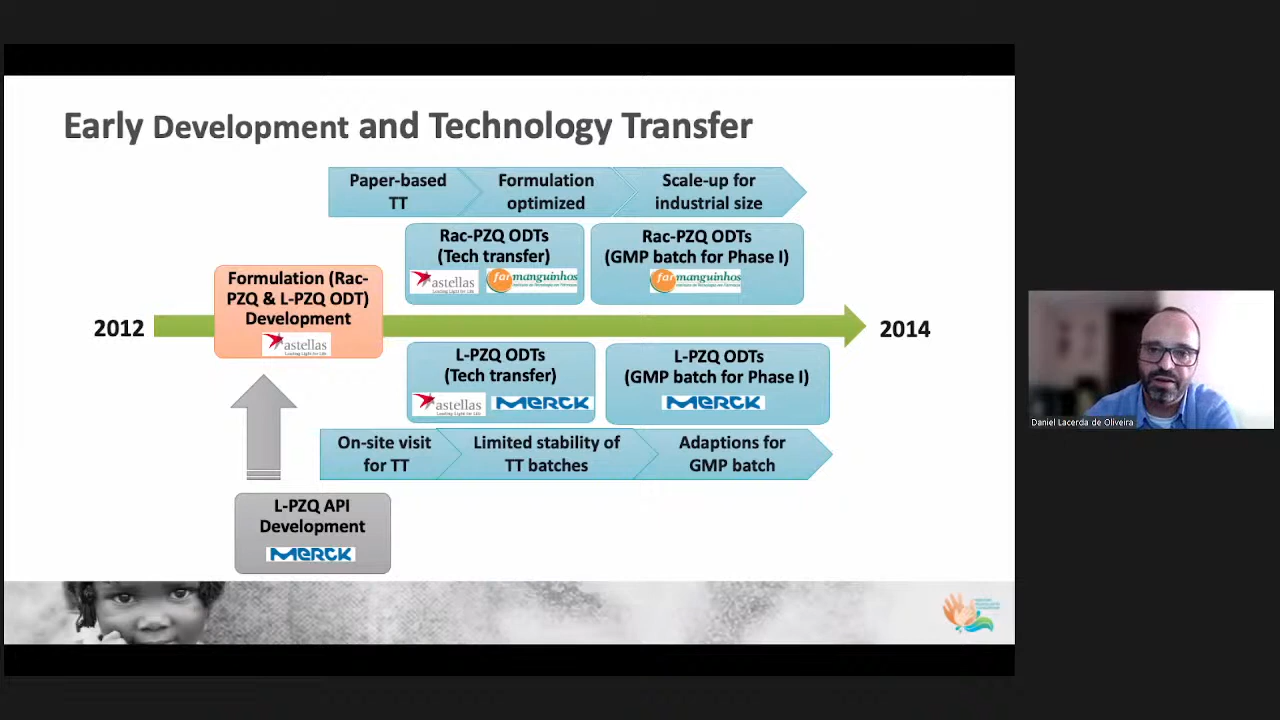 Early Development and Technology Transfer
Paper-based
TT
Formulation
optimized
Scale-up for
industrial size
Rac-PZQ ODTs
(Tech transfer)
astellas
Leading Light for Life
farmanguinhos
Rac-PZQ ODTs
(GMP batch for Phase I)
farmanguinhos
Formulation (Rac-
PZQ & L-PZQ ODT)
Development
astellas
Leading Light for Life
2012
2014
L-PZQ ODTs
(Tech transfer)
astellas
Leading Light for Life
MERCK
L-PZQ ODTs
(GMP batch for Phase I)
MERCK
On-site visit
for TT
Limited stability of
TT batches
Adaptions for
GMP batch
L-PZQ API
Development
MERCK
Daniel Lacerda de Oliveira